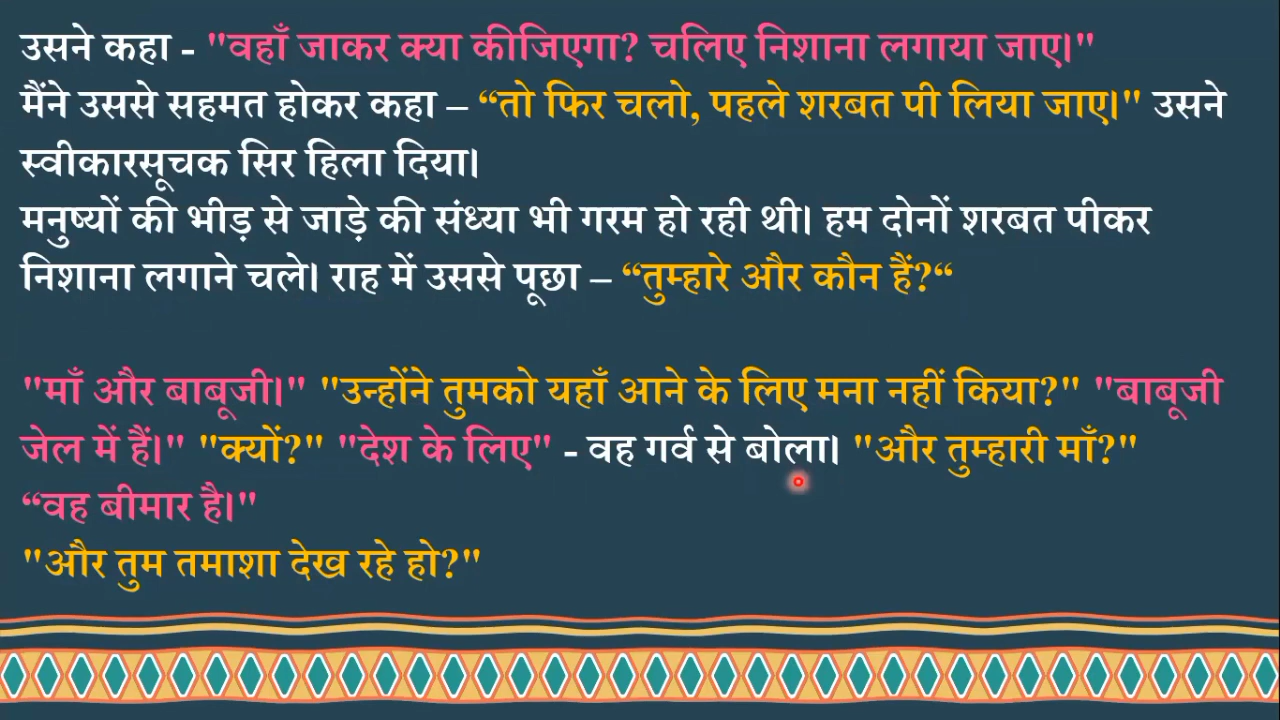 उसने कहा - "वहाँ जाकर क्या कीजिएगा? चलिए निशाना लगाया जाए।"
मैंने उससे सहमत होकर कहा – “तो फिर चलो, पहले शरबत पी लिया जाए।" उसने
स्वीकारसूचक सिर हिला दिया।
मनुष्यों की भीड़ से जाड़े की संध्या भी गरम हो रही थी। हम दोनों शरबत पीकर
निशाना लगाने चले। राह में उससे पूछा – “तुम्हारे और कौन हैं?“
"माँ और बाबूजी।" "उन्होंने तुमको यहाँ आने के लिए मना नहीं किया?" "बाबूजी
जेल में हैं।" "क्यों?" "देश के लिए" - वह गर्व से बोला। "और तुम्हारी माँ?"
“वह बीमार है।"
"और तुम तमाशा देख रहे हो?"